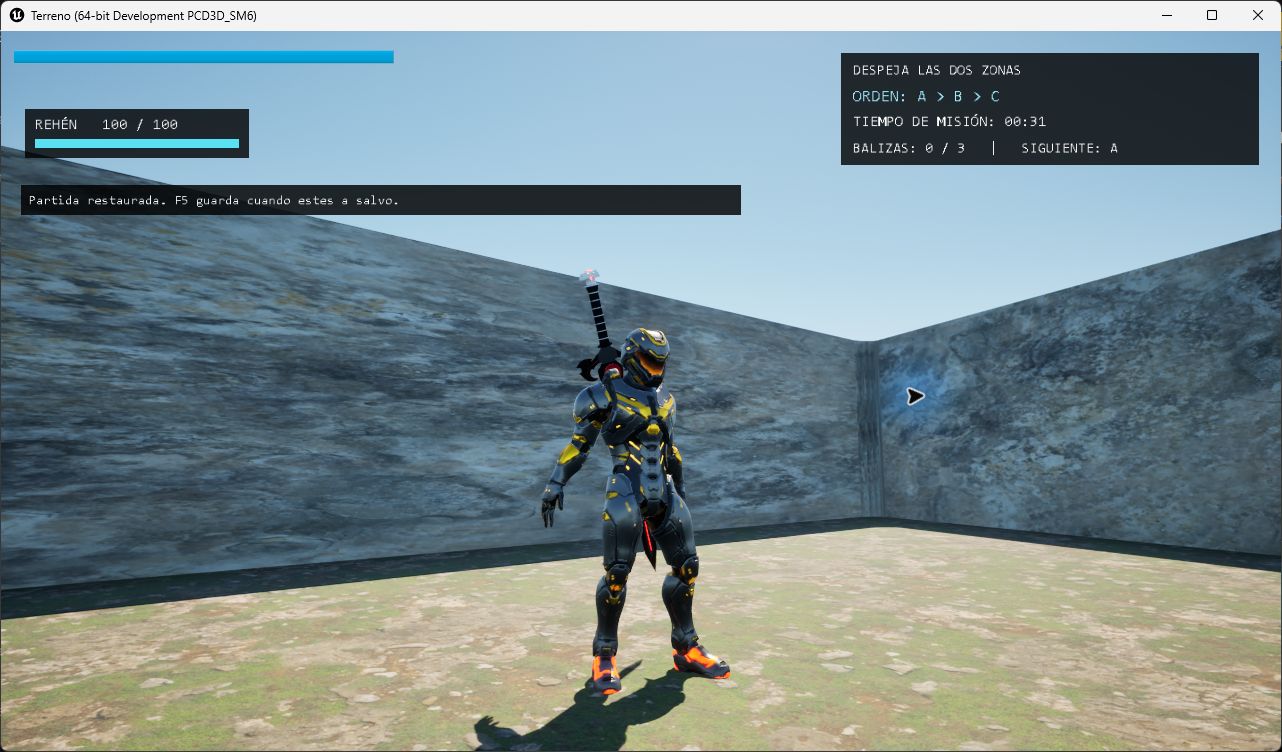 Terreno (64-bit Development PCD3D_SM6)
DESPEJA LAS DOS ZONAS
ORDEN: A > B > C
TIEMPO DE MISIÓN: 00:31
BALIZAS: 0 / 3 | SIGUIENTE: A
REHÉN 100 / 100
Partida restaurada. F5 guarda cuando estes a salvo.